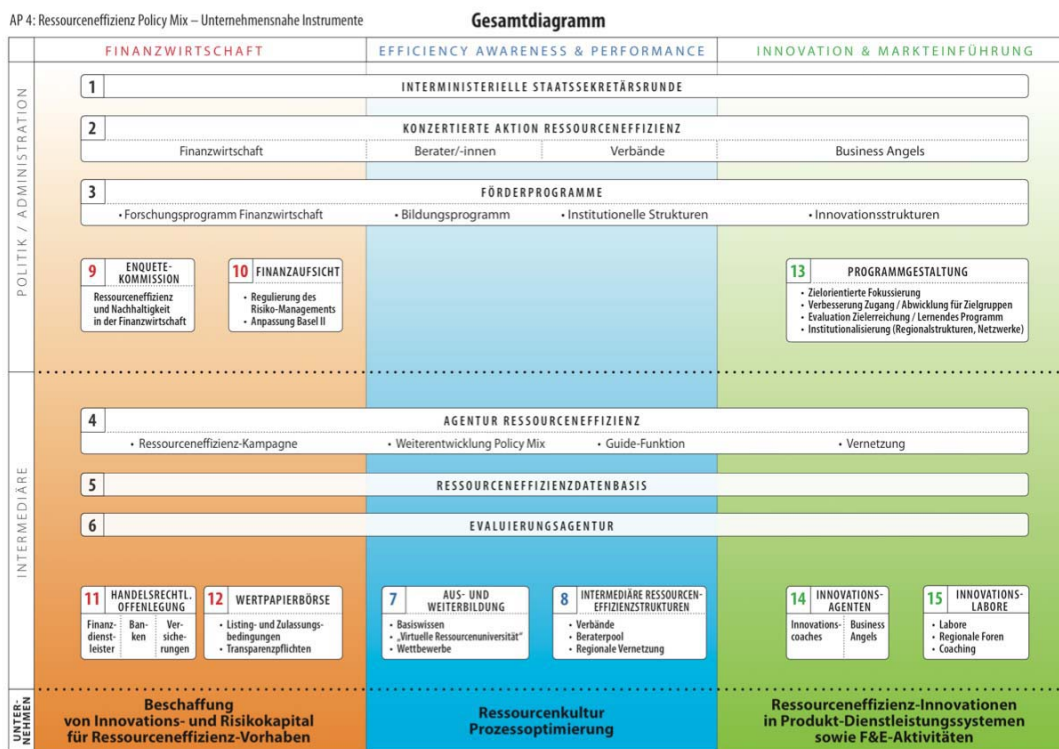 AP 4: Ressourceneffizienz Policy Mix – Unternehmensnahe Instrumente
Gesamtdiagramm
FINANZWIRTSCHAFT
EFFICIENCY AWARENESS & PERFORMANCE
INNOVATION & MARKTEINFÜHRUNG
POLITIK / ADMINISTRATION
1
INTERMINISTERIELLE STAATSSEKRETÄRSRUNDE
2
KONZERTIERTE AKTION RESSOURCENEFFIZIENZ
Finanzwirtschaft
Berater/-innen
Verbände
Business Angels
3
FÖRDERPROGRAMME
• Forschungsprogramm Finanzwirtschaft
• Bildungsprogramm
• Institutionelle Strukturen
• Innovationsstrukturen
9
ENQUETE-
KOMMISSION
Ressourceneffizienz
und Nachhaltigkeit
in der Finanzwirtschaft
10
FINANZAUFSICHT
• Regulierung des
Risiko-Managements
• Anpassung Basel II
13
PROGRAMMGESTALTUNG
• Zielorientierte Fokussierung
• Verbesserung Zugang / Abwicklung für Zielgruppen
• Evaluation Zielerreichung / Lernendes Programm
• Institutionalisierung (Regionalstrukturen, Netzwerke)
INTERMEDIÄRE
4
AGENTUR RESSOURCENEFFIZIENZ
• Ressourceneffizienz-Kampagne
• Weiterentwicklung Policy Mix
• Guide-Funktion
• Vernetzung
5
RESSOURCENEFFIZIENZDATENBASIS
6
EVALUIERUNGSAGENTUR
11
HANDELSRECHTL.
OFFENLEGUNG
Finanz-
dienst-
leister
Ban-
ken
Ver-
siche-
rungen
12
WERTPAPIERBÖRSE
• Listing- und Zulassungs-
bedingungen
• Transparenzpflichten
7
AUS- UND
WEITERBILDUNG
• Basiswissen
• „Virtuelle Ressourcenuniversität“
• Wettbewerbe
8
INTERMEDIÄRE RESSOURCEN-
EFFIZIENZSTRUKTUREN
• Verbände
• Beraterpool
• Regionale Vernetzung
14
INNOVATIONS-
AGENTEN
Innovations-
coaches
Business
Angels
15
INNOVATIONS-
LABORE
• Labore
• Regionale Foren
• Coaching
UNTER-
NEHMEN
Beschaffung
von Innovations- und Risikokapital
für Ressourceneffizienz-Vorhaben
Ressourcenkultur
Prozessoptimierung
Ressourceneffizienz-Innovationen
in Produkt-Dienstleistungssystemen
sowie F&E-Aktivitäten